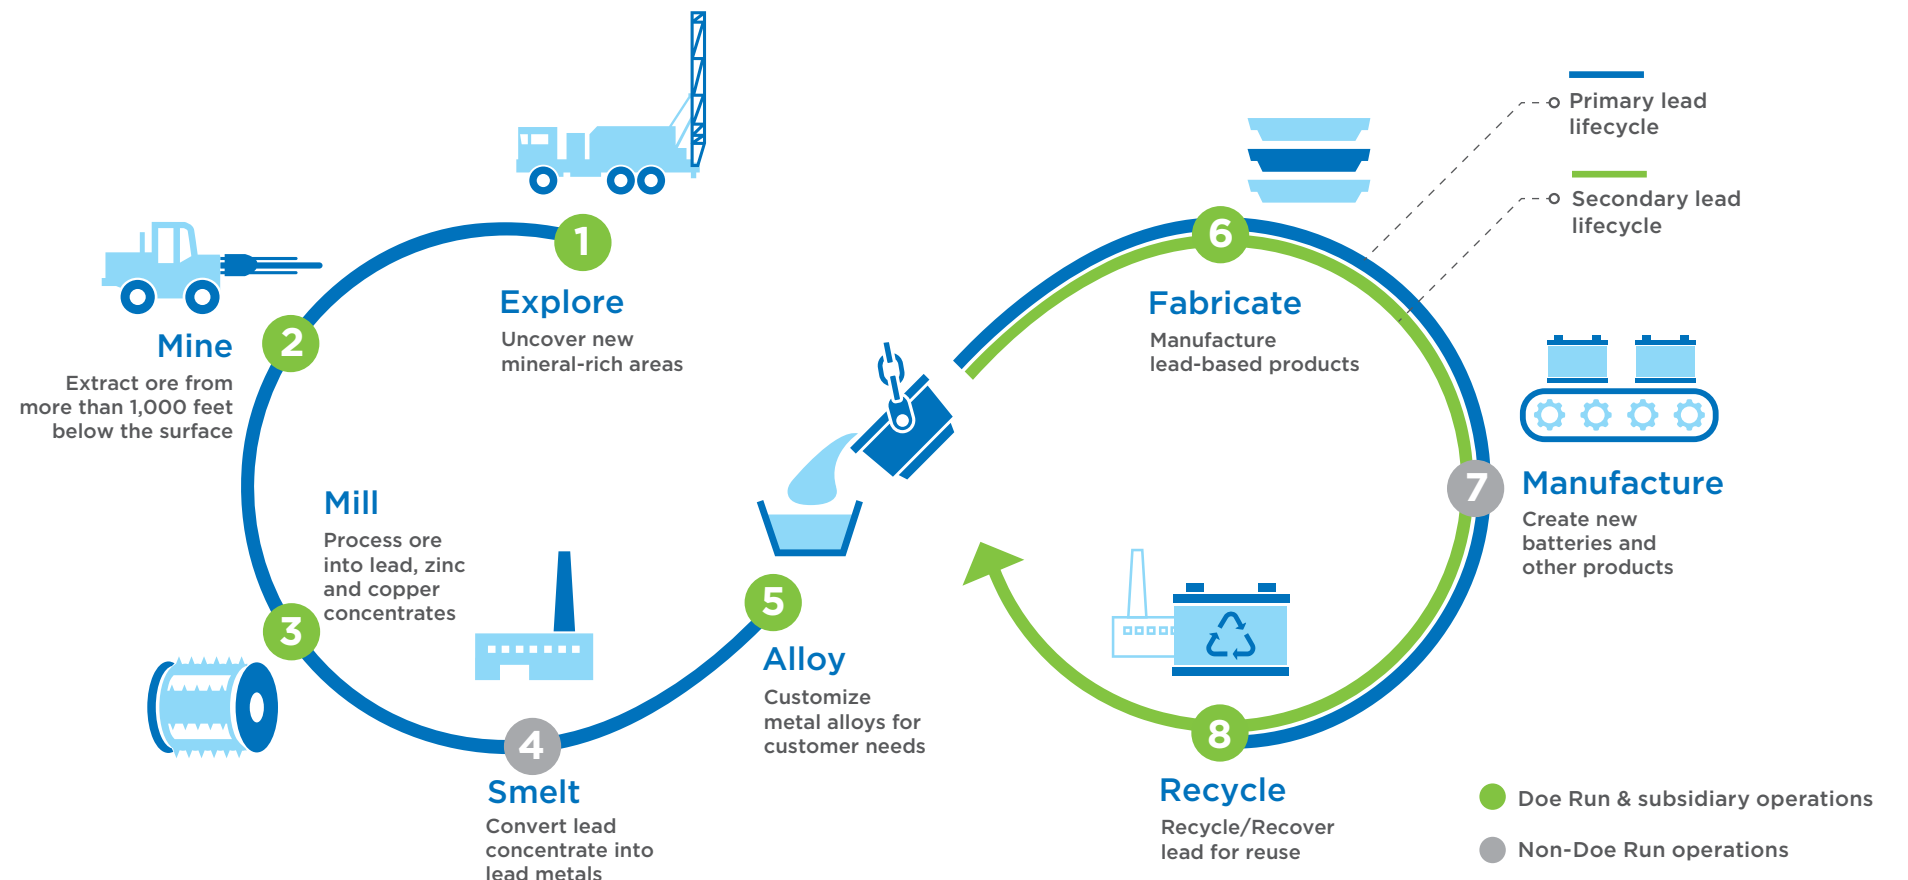 1
Explore
Uncover new
mineral-rich areas
2
Mine
Extract ore from
more than 1,000 feet
below the surface
3
Mill
Process ore
into lead, zinc
and copper
concentrates
4
Smelt
Convert lead
concentrate into
lead metals
5
Alloy
Customize
metal alloys for
customer needs
6
Fabricate
Manufacture
lead-based products
7
Manufacture
Create new
batteries and
other products
8
Recycle
Recycle/Recover
lead for reuse
Primary lead
lifecycle
Secondary lead
lifecycle
Doe Run & subsidiary operations
Non-Doe Run operations